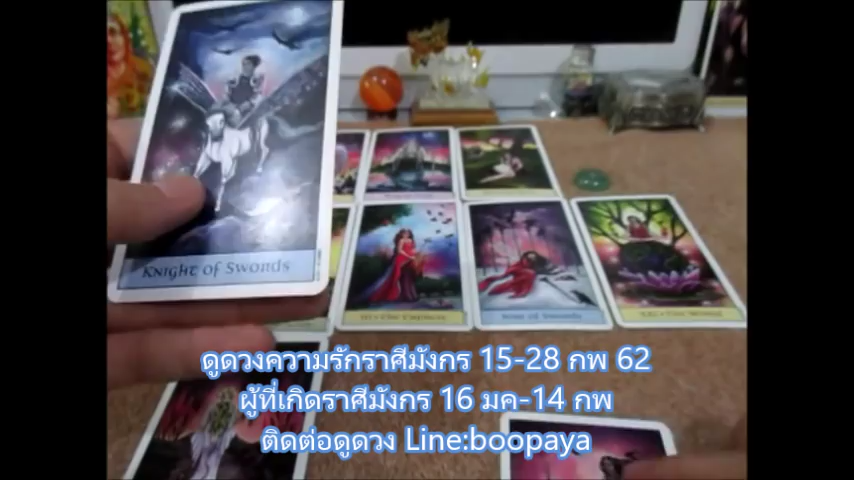 Knight of Swords
ดูดวงความรักราศีมังกร 15-28 กพ 62
ผู้ที่เกิดราศีมังกร 16 มค-14 กพ
ติดต่อดูดวง Line:boopaya